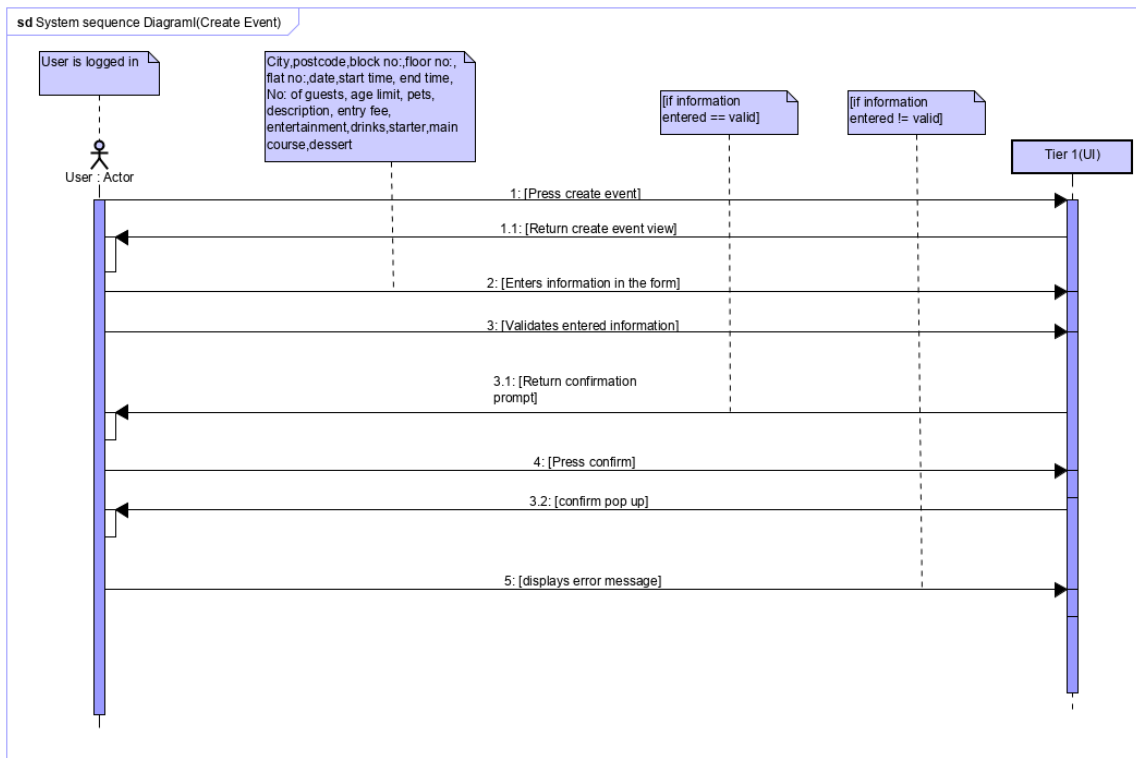 sd System sequence Diagraml(Create Event)
User is logged in
City,postcode,block no:,floor no:,
flat no:,date,start time, end time,
No: of guests, age limit, pets,
description, entry fee,
entertainment,drinks,starter,main
course,dessert
[if information
entered == valid]
[if information
entered != valid]
User : Actor
Tier 1(UI)
1: [Press create event]
1.1: [Return create event view]
2: [Enters information in the form]
3: [Validates entered information]
3.1: [Return confirmation
prompt]
4: [Press confirm]
3.2: [confirm pop up]
5: [displays error message]